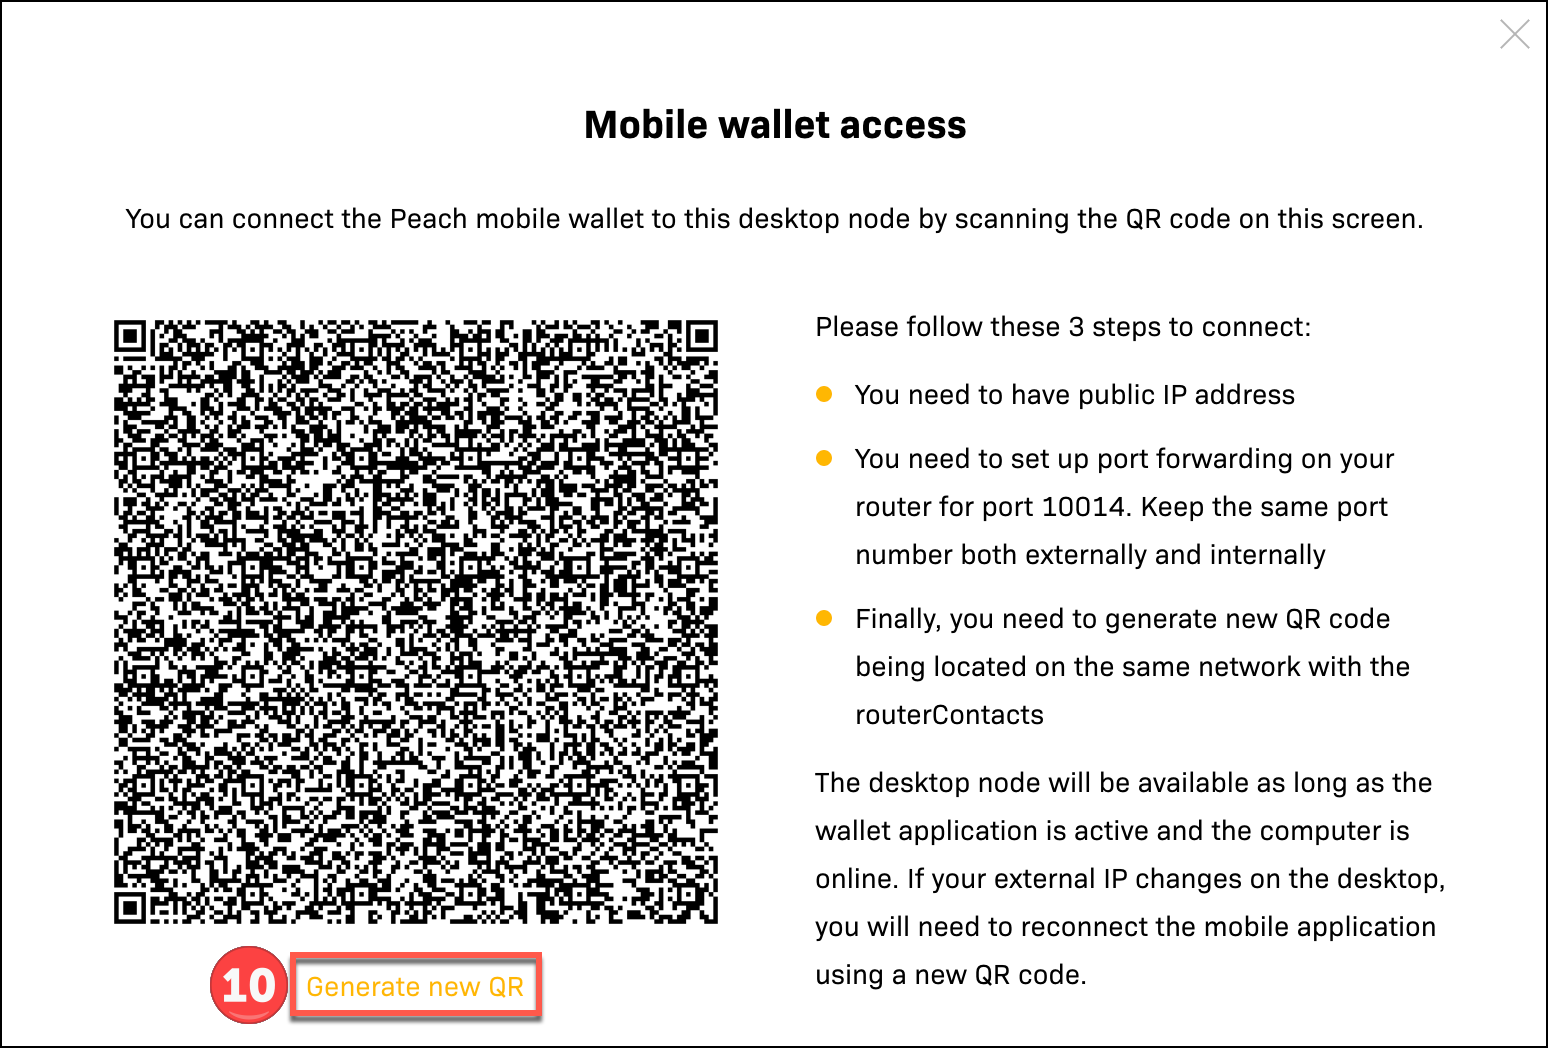 Mobile wallet access
You can connect the Peach mobile wallet to this desktop node by scanning the QR code on this screen.
Please follow these 3 steps to connect:
You need to have public IP address
You need to set up port forwarding on your
router for port 10014. Keep the same port
number both externally and internally
Finally, you need to generate new QR code
being located on the same network with the
routerContacts
The desktop node will be available as long as the
wallet application is active and the computer is
online. If your external IP changes on the desktop,
you will need to reconnect the mobile application
using a new QR code.
10
Generate new QR